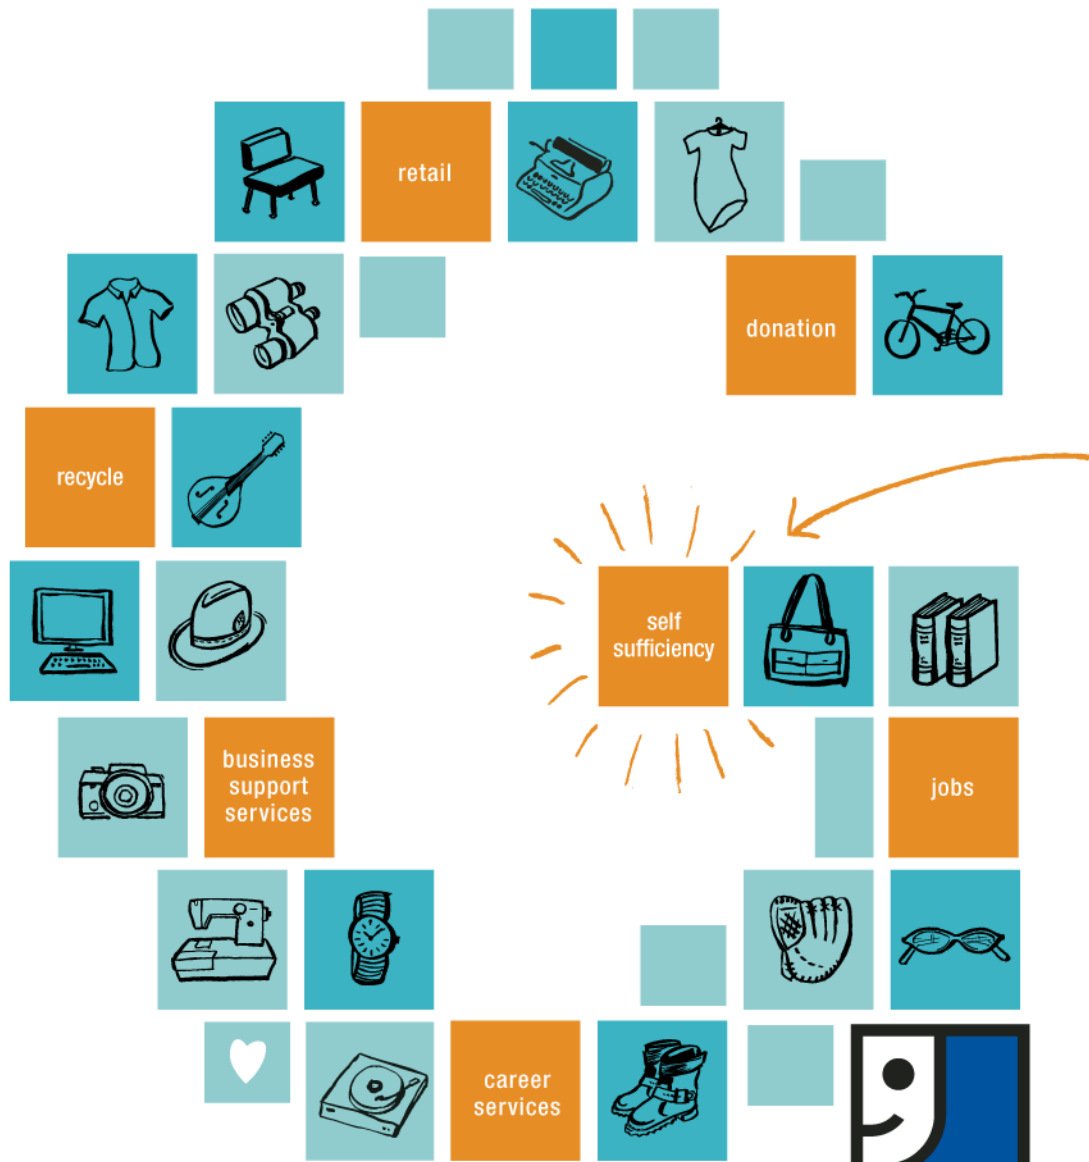 retail
donation
recycle
self
sufficiency
business
support
services
jobs
career
services